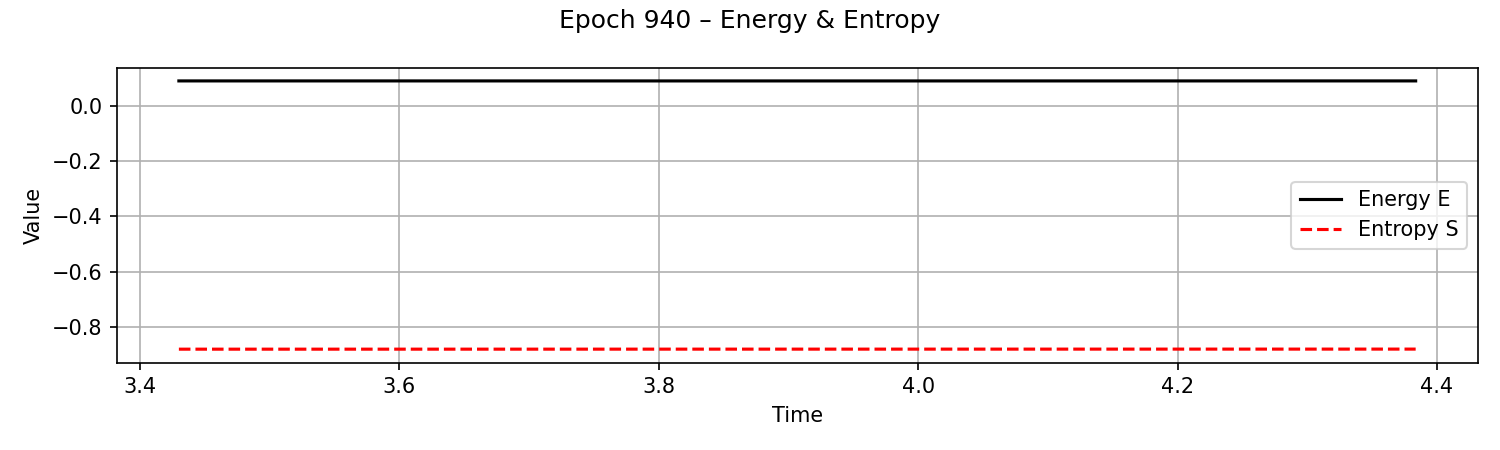 Epoch 940 – Energy & Entropy
Value
0.0
−0.2
−0.4
−0.6
−0.8
Energy E
Entropy S
3.4 3.6 3.8 4.0 4.2 4.4
Time